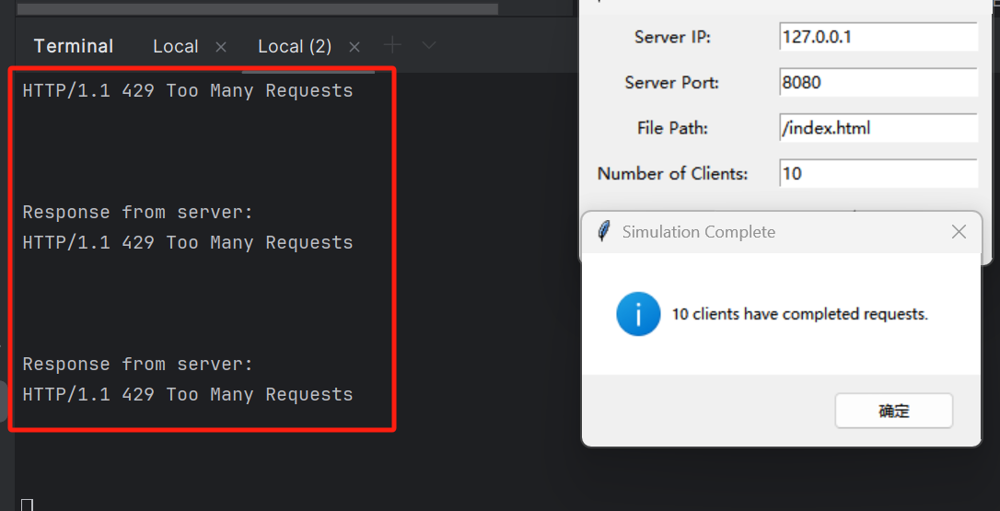 Terminal
Local
Local (2)
HTTP/1.1 429 Too Many Requests
Response from server:
HTTP/1.1 429 Too Many Requests
Response from server:
HTTP/1.1 429 Too Many Requests
Server IP:
127.0.0.1
Server Port:
8080
File Path:
/index.html
Number of Clients:
10
Simulation Complete
10 clients have completed requests.
确定